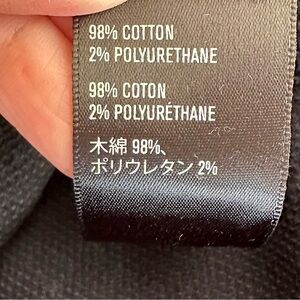 98% COTTON
2% POLYURETHANE
98% COTON
2% POLYURÉTHANE
木綿 98%、
ポリウレタン 2%